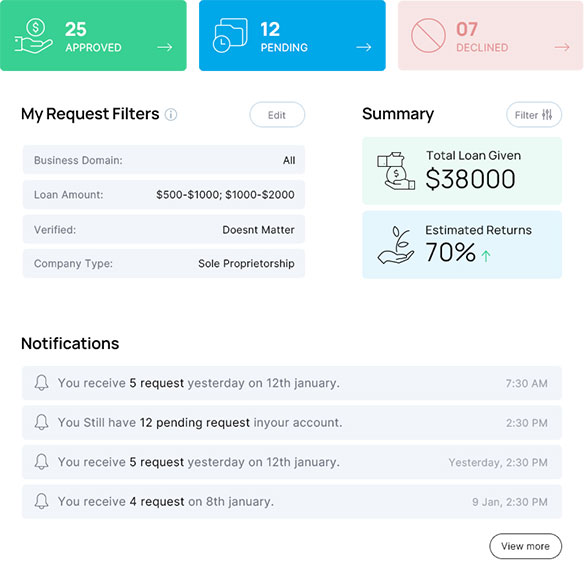 25
APPROVED
12
PENDING
07
DECLINED
My Request Filters
Edit
Business Domain: All
Loan Amount: $500-$1000; $1000-$2000
Verified: Doesnt Matter
Company Type: Sole Proprietorship
Summary
Filter
Total Loan Given
$38000
Estimated Returns
70%
Notifications
You receive 5 request yesterday on 12th january. 7:30 AM
You Still have 12 pending request inyour account. 2:30 PM
You receive 5 request yesterday on 12th january. Yesterday, 2:30 PM
You receive 4 request on 8th january. 9 Jan, 2:30 PM
View more